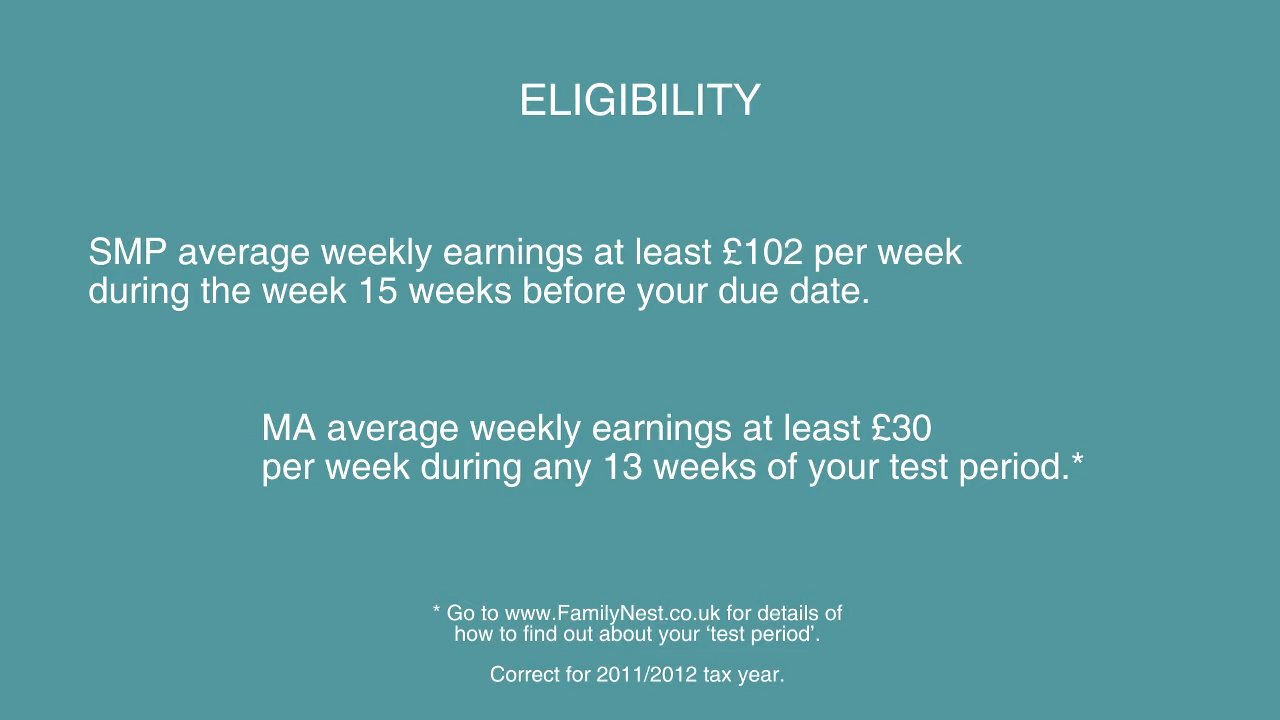 ELIGIBILITY
SMP average weekly earnings at least £102 per week
during the week 15 weeks before your due date.
MA average weekly earnings at least £30
per week during any 13 weeks of your test period.*
* Go to www.FamilyNest.co.uk for details of
how to find out about your ‘test period’.
Correct for 2011/2012 tax year.